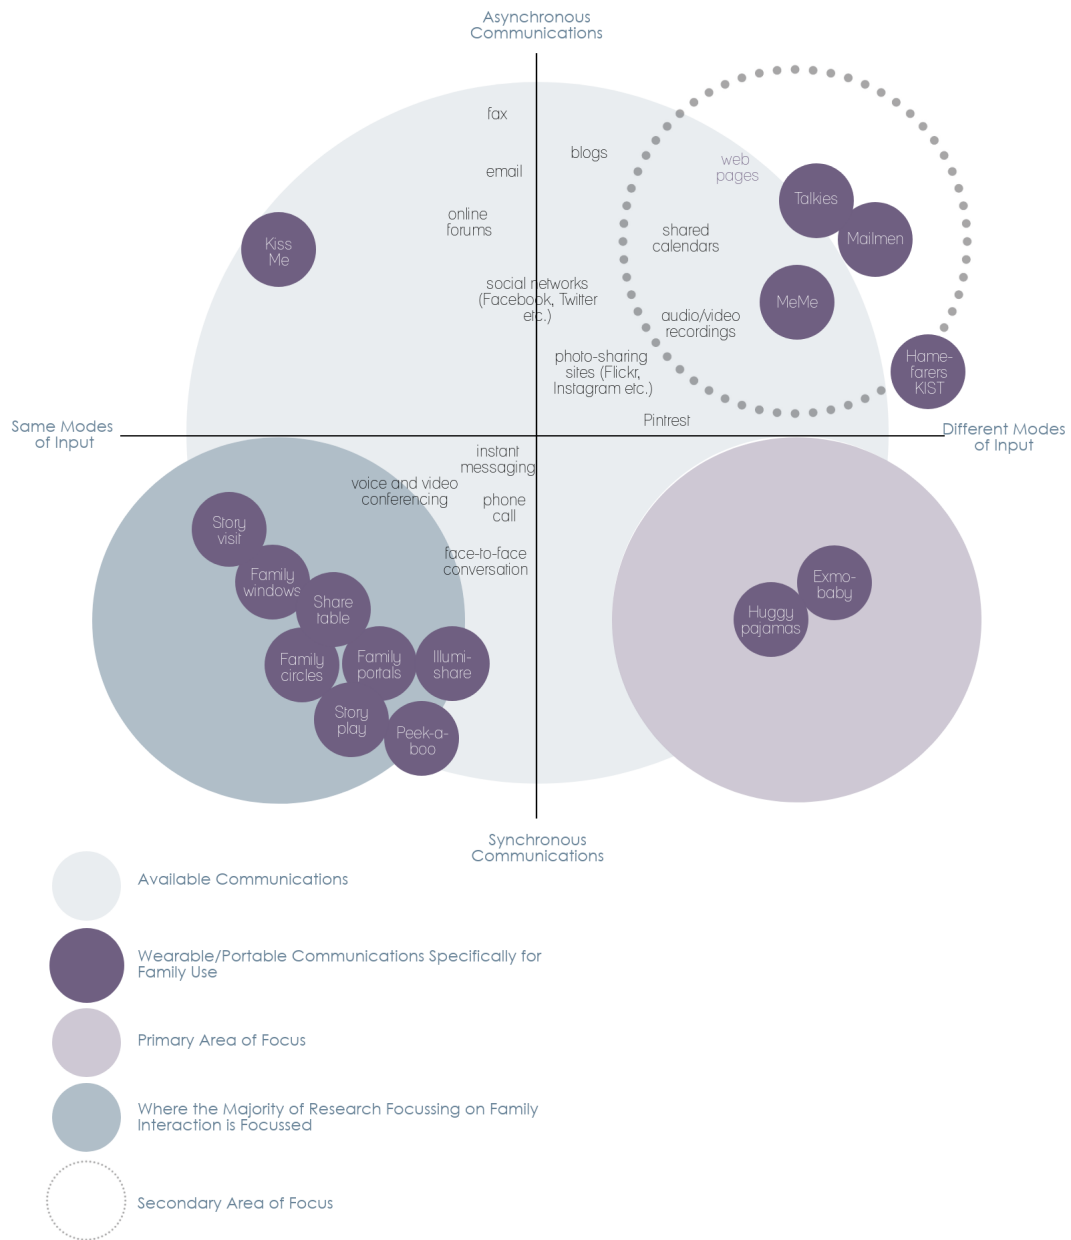 Asynchronous
Communications
fax
blogs
email
web
pages
Talkies
online
forums
shared
calendars
Mailmen
Kiss
Me
social networks
(Facebook, Twitter
etc.)
MeMe
audio/video
recordings
photo-sharing
sites (Flickr,
Instagram etc.)
Hame-
farers
KIST
Pintrest
Same Modes
of Input
Different Modes
of Input
instant
messaging
voice and video
conferencing
phone
call
face-to-face
conversation
Story
visit
Family
windows
Share
table
Family
circles
Family
portals
Illumi-
share
Story
play
Peek-a-
boo
Exmo-
baby
Huggy
pajamas
Synchronous
Communications
Available Communications
Wearable/Portable Communications Specifically for
Family Use
Primary Area of Focus
Where the Majority of Research Focussing on Family
Interaction is Focussed
Secondary Area of Focus